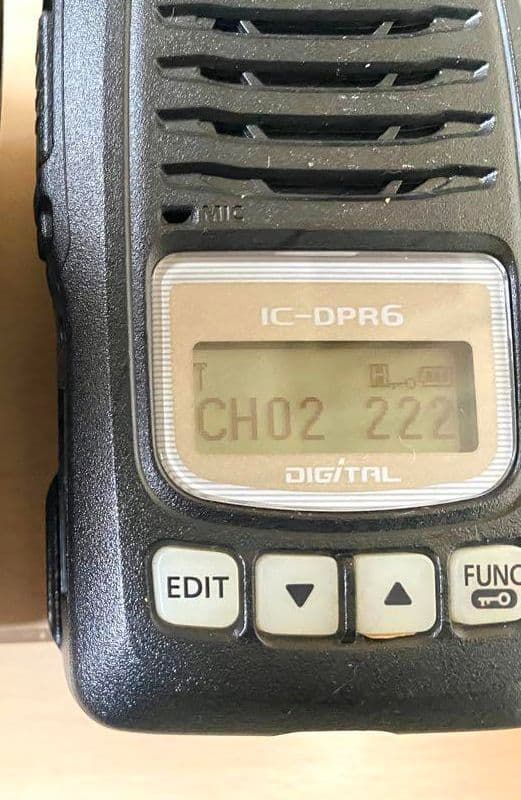 MIC
IC-DPR6
T H
CH02 222
DIGITAL
EDIT ▼ ▲ FUNC